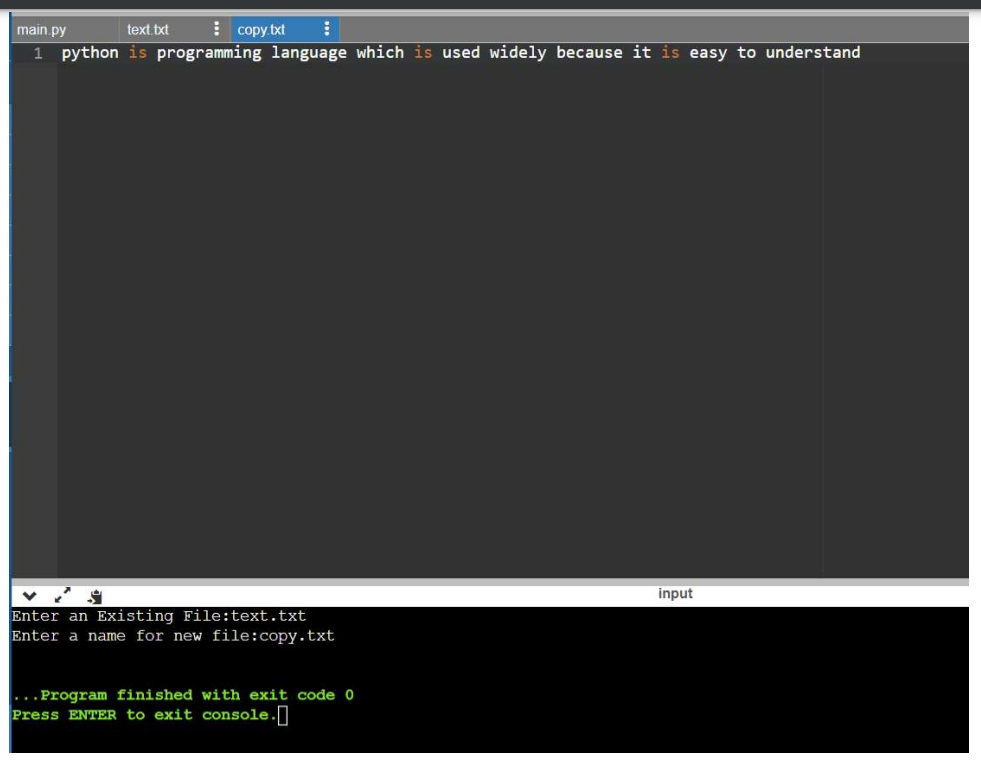 main.py text.txt copy.txt
1 python is programming language which is used widely because it is easy to understand
input
Enter an Existing File:text.txt
Enter a name for new file:copy.txt
...Program finished with exit code 0
Press ENTER to exit console.